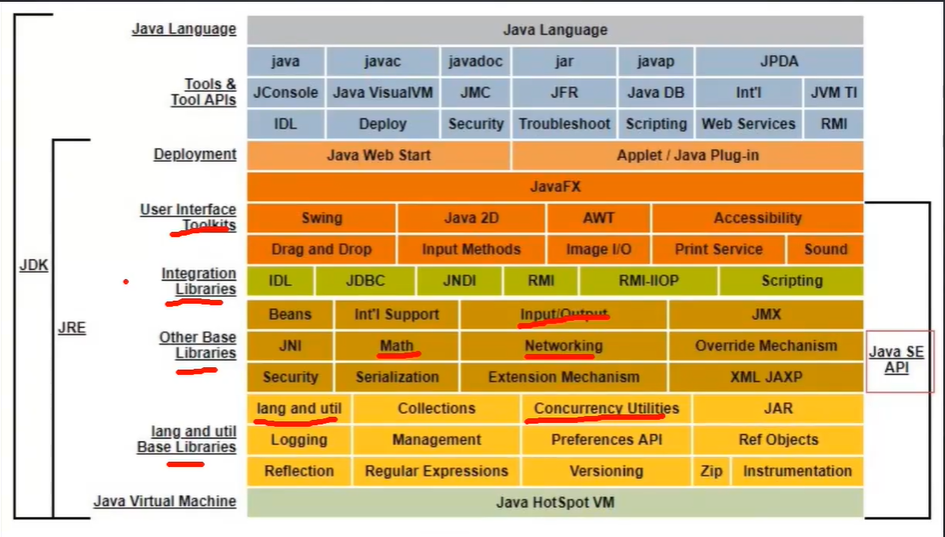 Java Language Java Language
java javac javadoc jar javap JPDA
Tools &
Tool APIs
JConsole Java VisualVM JMC JFR Java DB Int'l JVM TI
IDL Deploy Security Troubleshoot Scripting Web Services RMI
Deployment Java Web Start Applet / Java Plug-in
JavaFX
User Interface
Toolkits
Swing Java 2D AWT Accessibility
Drag and Drop Input Methods Image I/O Print Service Sound
JDK
Integration
Libraries
IDL JDBC JNDI RMI RMI-IIOP Scripting
JRE
Beans Int'l Support Input/Output JMX
Other Base
Libraries
JNI Math Networking Override Mechanism
Java SE
API
Security Serialization Extension Mechanism XML JAXP
lang and util Collections Concurrency Utilities JAR
lang and util
Base Libraries
Logging Management Preferences API Ref Objects
Reflection Regular Expressions Versioning Zip Instrumentation
Java Virtual Machine Java HotSpot VM